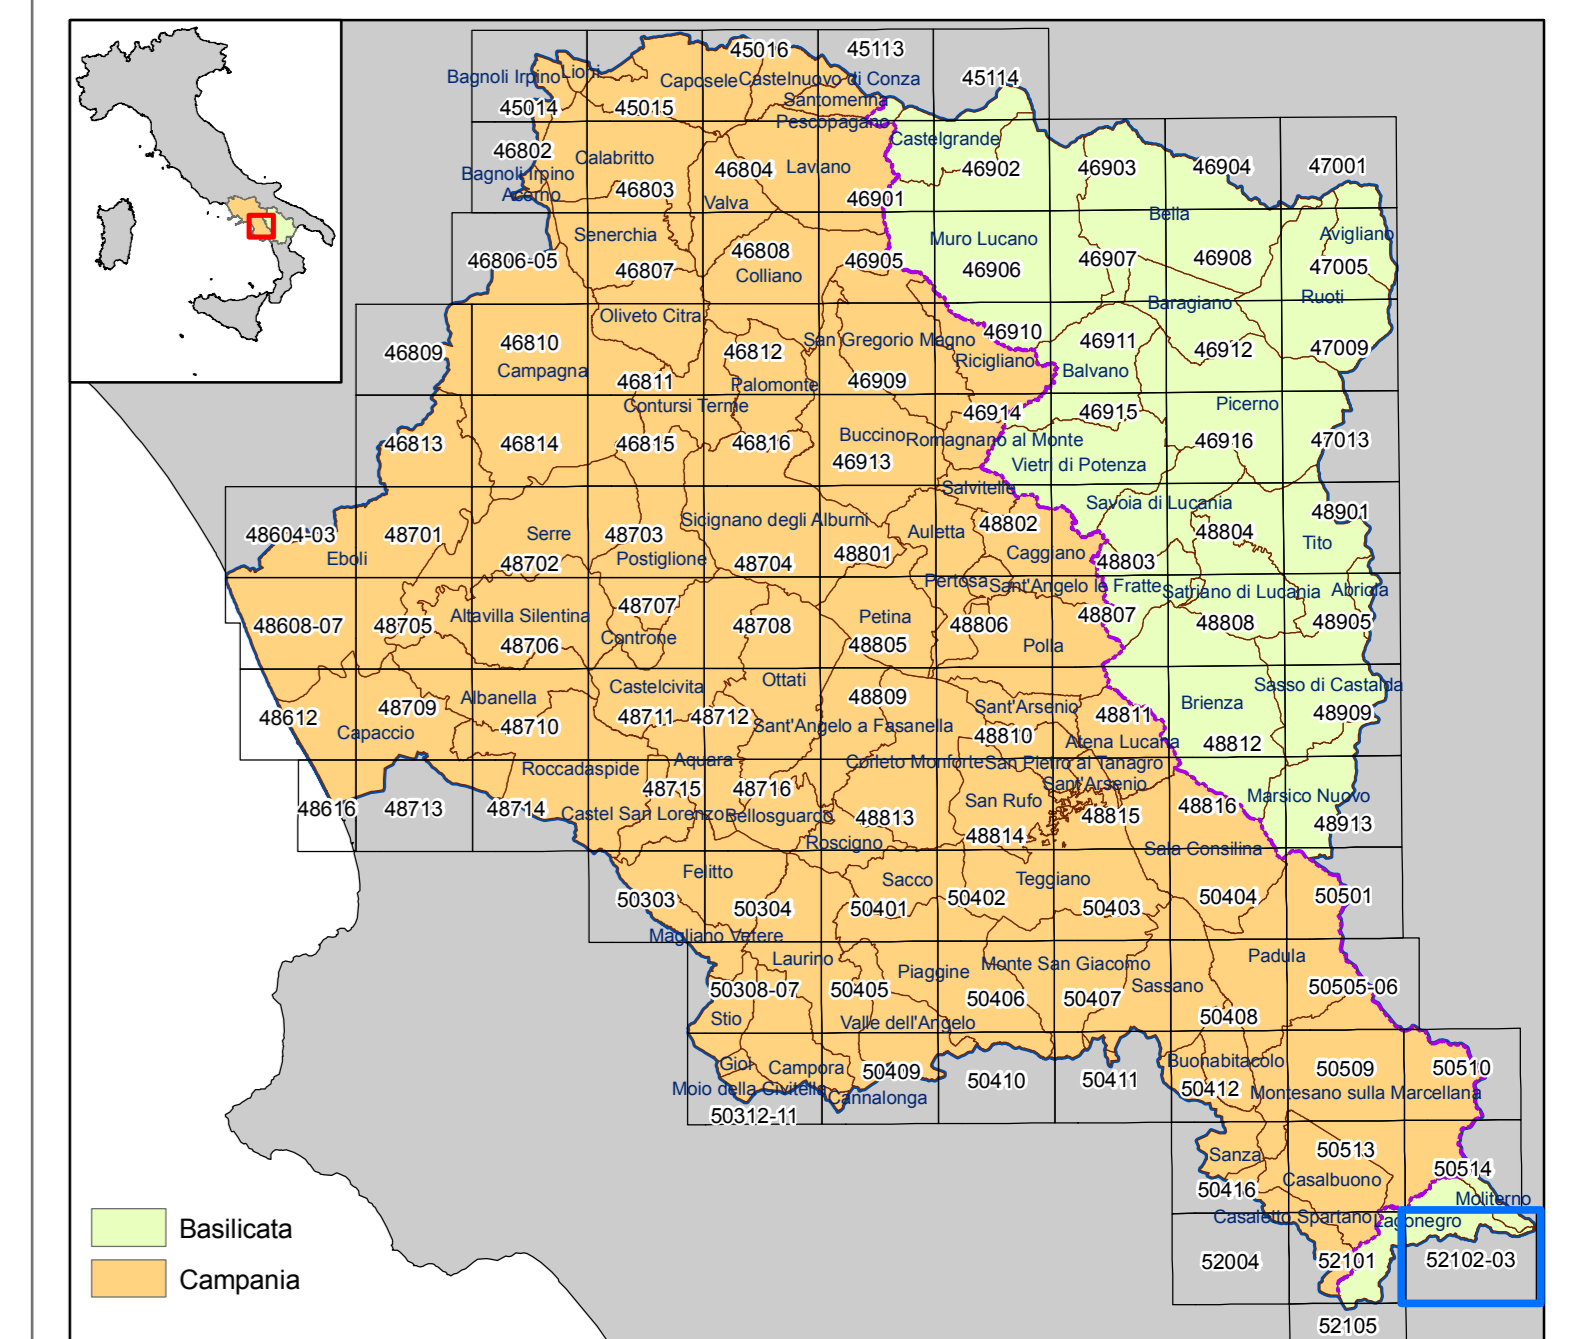 45016
45113
45114
Bagnoli Irpino
Lioni
Caposele
Castelnuovo di Conza
45014
45015
Santomenna
Pescopagano
Castelgrande
46802
Calabritto
46804
Laviano
46902
46903
46904
47001
Bagnoli Irpino
Acerno
46803
Valva
46901
Bella
Senerchia
Muro Lucano
Avigliano
46806-05
46807
46808
Colliano
46905
46906
46907
46908
47005
Oliveto Citra
Baragiano
Ruoti
46809
46810
Campagna
46812
San Gregorio Magno
46910
Ricigliano
46911
Balvano
46912
47009
46811
Palomonte
46909
Contursi Terme
46914
46915
Picerno
46813
46814
46815
46816
Buccino
Romagnano al Monte
46916
47013
46913
Vietri di Potenza
Salvitelle
Savoia di Lucania
48604-03
Eboli
48701
Serre
48703
Sicignano degli Alburni
Auletta
48802
48804
48901
Tito
48702
Postiglione
48704
48801
Caggiano
48803
Pertosa
Sant'Angelo le Fratte
Satriano di Lucania
Abriola
48608-07
48705
Altavilla Silentina
48707
48708
Petina
48806
48807
48808
48905
48706
Controne
48805
Polla
Albanella
Castelcivita
Ottati
48809
Sant'Arsenio
Brienza
Sasso di Castalda
48612
48709
Capaccio
48710
48711
48712
Sant'Angelo a Fasanella
48810
48811
Atena Lucana
48812
48909
Roccadaspide
Aquara
Corleto Monforte
San Pietro al Tanagro
Sant'Arsenio
48616
48713
48714
48715
48716
San Rufo
48816
Marsico Nuovo
Castel San Lorenzo
Bellosguardo
48813
48815
48913
Roscigno
48814
Sala Consilina
Felitto
Sacco
Teggiano
50303
50304
50401
50402
50403
50404
50501
Magliano Vetere
Laurino
Piaggine
Monte San Giacomo
Padula
50308-07
50405
50406
50407
Sassano
50505-06
Stio
Valle dell'Angelo
50408
Gioi
Campora
50409
50410
50411
Buonabitacolo
50509
50510
Moio della Civitella
Cannalonga
50412
Montesano sulla Marcellana
50312-11
Sanza
50513
50514
50416
Casalbuono
Moliterno
Casaletto Spartano
Lagonegro
52004
52101
52102-03
52105
Basilicata
Campania